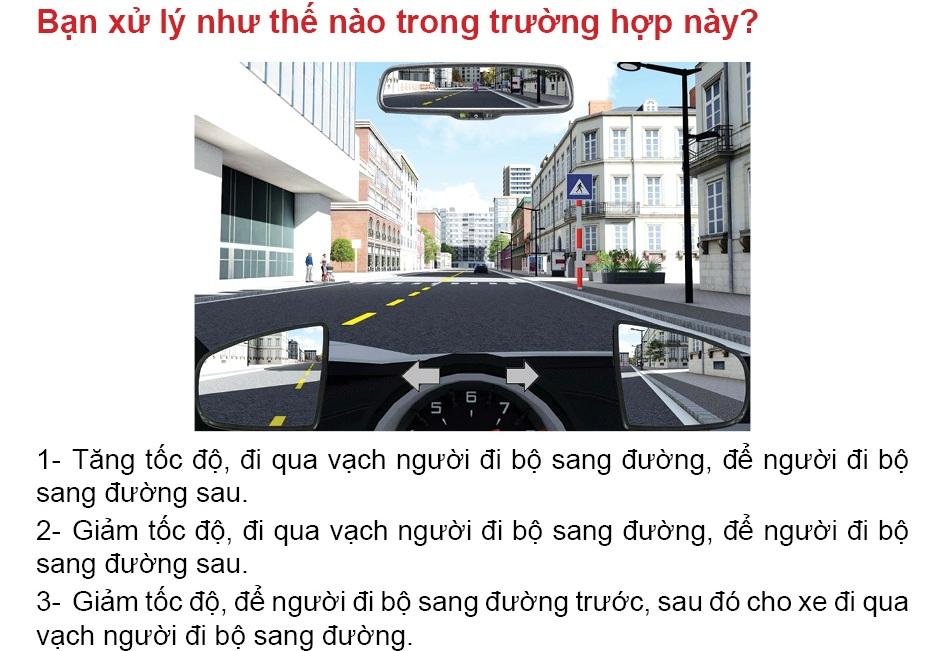 Bạn xử lý như thế nào trong trường hợp này?
5 6 7
1- Tăng tốc độ, đi qua vạch người đi bộ sang đường, để người đi bộ
sang đường sau.
2- Giảm tốc độ, đi qua vạch người đi bộ sang đường, để người đi bộ
sang đường sau.
3- Giảm tốc độ, để người đi bộ sang đường trước, sau đó cho xe đi qua
vạch người đi bộ sang đường.